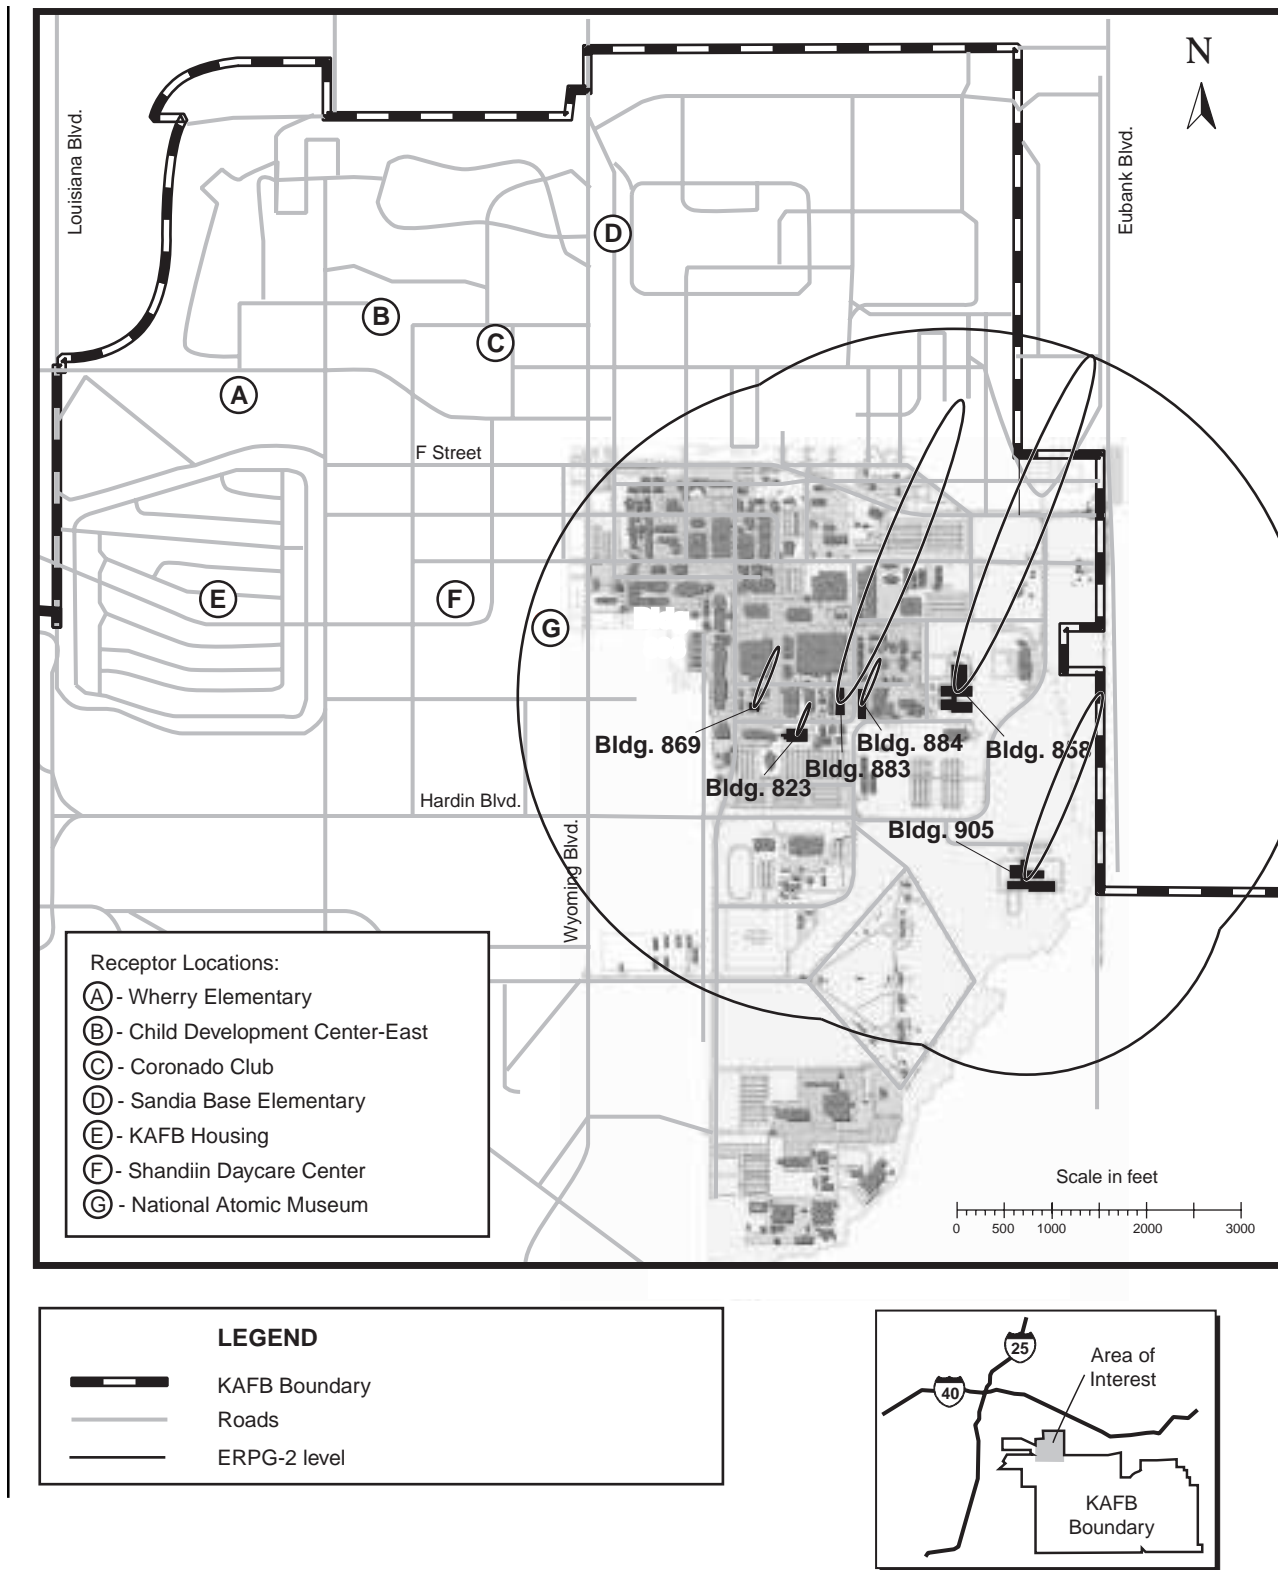 N
Louisiana Blvd.
Eubank Blvd.
D
B
C
A
F Street
E
F
G
Bldg. 869
Bldg. 884
Bldg. 858
Bldg. 883
Bldg. 823
Hardin Blvd.
Bldg. 905
Wyoming Blvd.
Receptor Locations:
A - Wherry Elementary
B - Child Development Center-East
C - Coronado Club
D - Sandia Base Elementary
E - KAFB Housing
F - Shandiin Daycare Center
G - National Atomic Museum
Scale in feet
0 500 1000 2000 3000
LEGEND
KAFB Boundary
Roads
ERPG-2 level
25
40
Area of
Interest
KAFB
Boundary